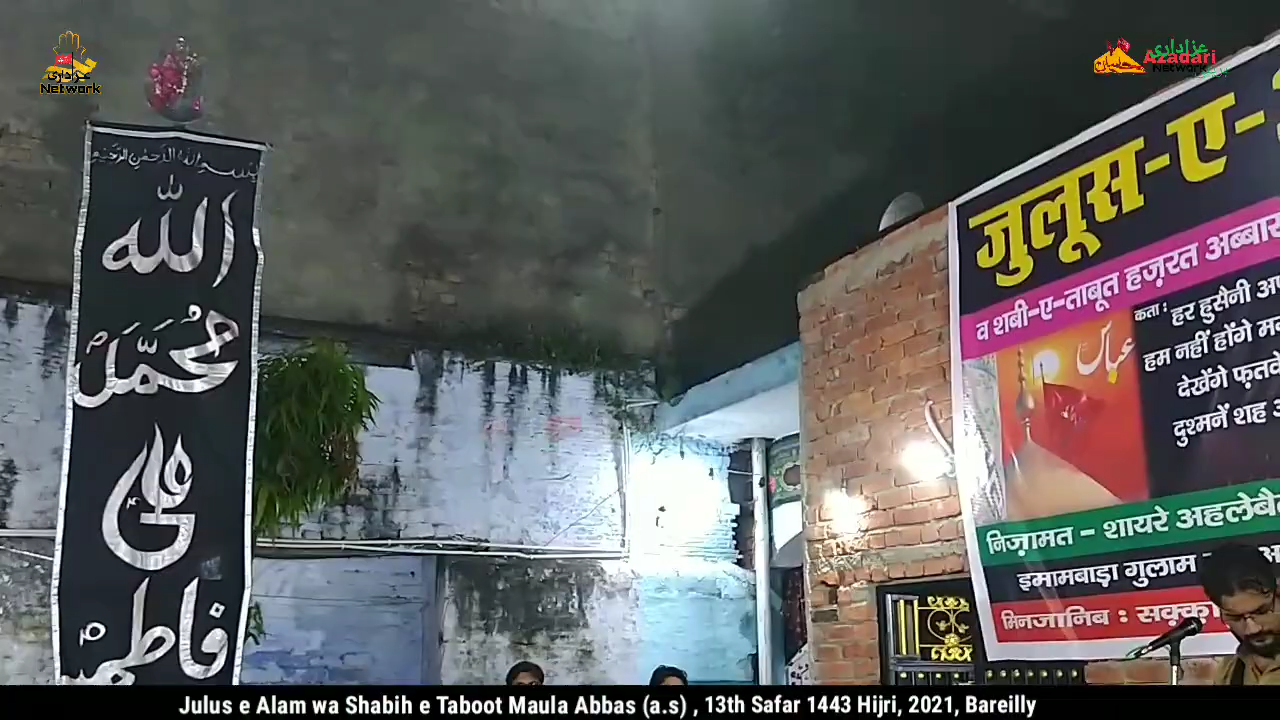 عزاداری
Network
عزاداری
Azadari
Network
بسم الله الرحمن الرحيم
الله
محمد
علی
فاطمہ
जुलूस-ए-
व शबी-ए-ताबूत हज़रत अब्बास
عباس
कता :
हर हुसैनी
हम नहीं होंगे
देखेंगे फ़तवे
दुश्मनें शह
निज़ामत - शायरे अहलेबै
इमामबाड़ा गुलाम
मिनजानिब : सक़्क़ा
Julus e Alam wa Shabih e Taboot Maula Abbas (a.s) , 13th Safar 1443 Hijri, 2021, Bareilly